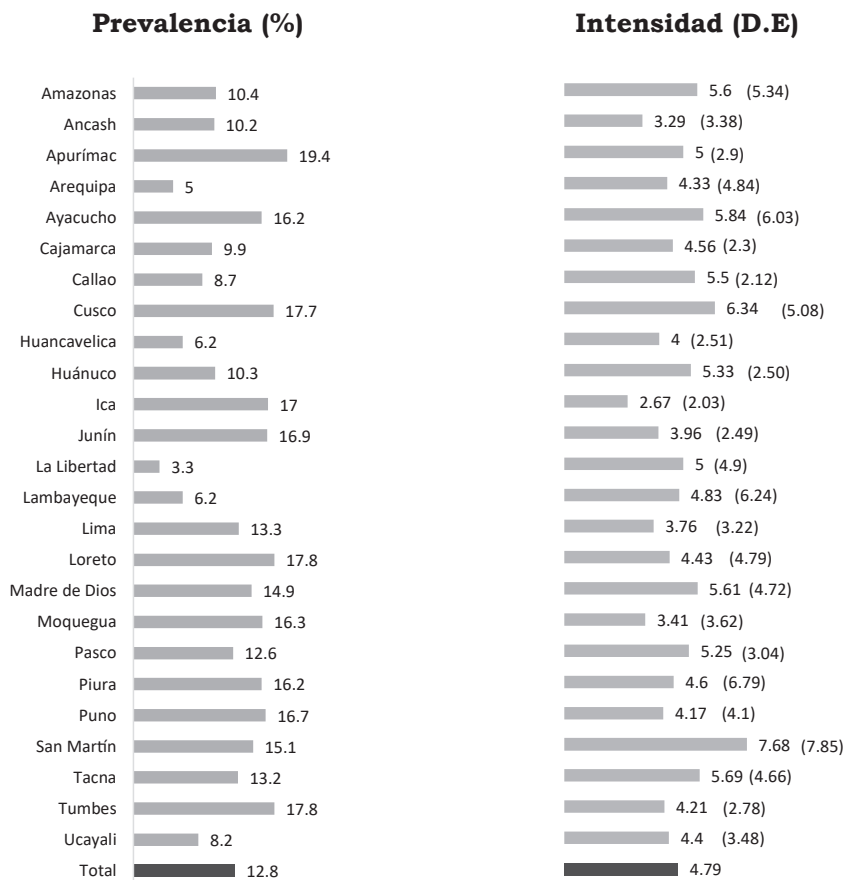 Prevalencia (%) Intensidad (D.E)
Amazonas 10.4 5.6 (5.34)
Ancash 10.2 3.29 (3.38)
Apurímac 19.4 5 (2.9)
Arequipa 5 4.33 (4.84)
Ayacucho 16.2 5.84 (6.03)
Cajamarca 9.9 4.56 (2.3)
Callao 8.7 5.5 (2.12)
Cusco 17.7 6.34 (5.08)
Huancavelica 6.2 4 (2.51)
Huánuco 10.3 5.33 (2.50)
Ica 17 2.67 (2.03)
Junín 16.9 3.96 (2.49)
La Libertad 3.3 5 (4.9)
Lambayeque 6.2 4.83 (6.24)
Lima 13.3 3.76 (3.22)
Loreto 17.8 4.43 (4.79)
Madre de Dios 14.9 5.61 (4.72)
Moquegua 16.3 3.41 (3.62)
Pasco 12.6 5.25 (3.04)
Piura 16.2 4.6 (6.79)
Puno 16.7 4.17 (4.1)
San Martín 15.1 7.68 (7.85)
Tacna 13.2 5.69 (4.66)
Tumbes 17.8 4.21 (2.78)
Ucayali 8.2 4.4 (3.48)
Total 12.8 4.79